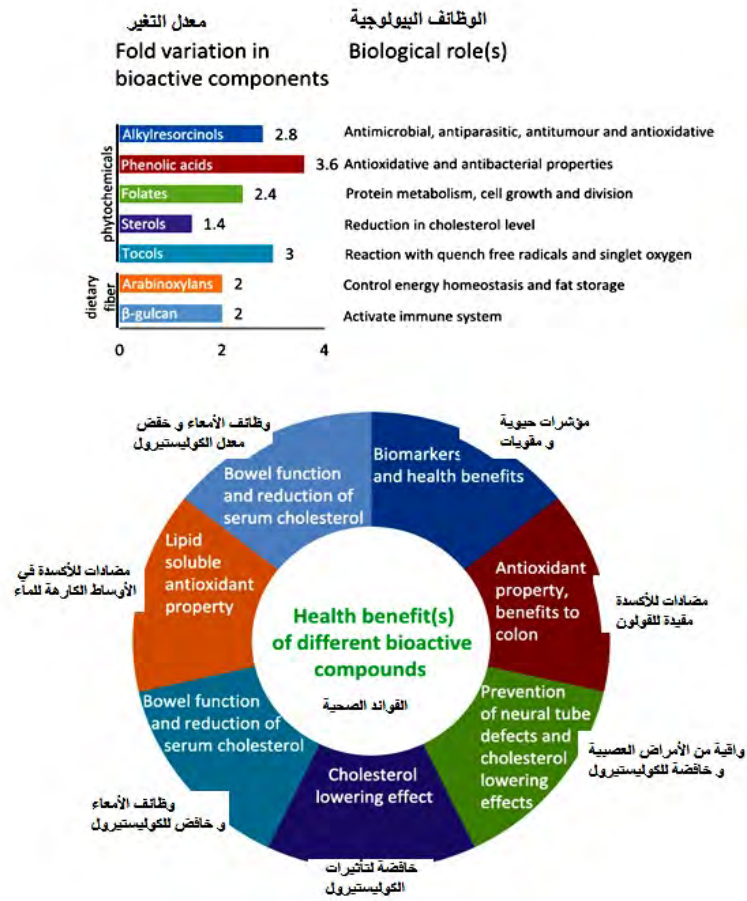 معدل التغير
الوظائف البيولوجية
Fold variation in
bioactive components
Biological role(s)
phytochemicals
Alkylresorcinols 2.8 Antimicrobial, antiparasitic, antitumour and antioxidative
Phenolic acids 3.6 Antioxidative and antibacterial properties
Folates 2.4 Protein metabolism, cell growth and division
Sterols 1.4 Reduction in cholesterol level
Tocols 3 Reaction with quench free radicals and singlet oxygen
dietary
fiber
Arabinoxylans 2 Control energy homeostasis and fat storage
β-gulcan 2 Activate immune system
0 2 4
وظائف الأمعاء و خفض
معدل الكوليستيرول
مؤشرات حيوية
و مقويات
Bowel function
and reduction of
serum cholesterol
Biomarkers
and health benefits
مضادات للأكسدة في
الأوساط الكارهة للماء
Lipid
soluble
antioxidant
property
Antioxidant
property,
benefits to
colon
مضادات للأكسدة
مفيدة للقولون
Health benefit(s)
of different bioactive
compounds
الفوائد الصحية
Bowel function
and reduction of
serum cholesterol
Prevention
of neural tube
defects and
cholesterol
lowering
effects
واقية من الأمراض العصبية
و خافضة للكوليستيرول
Cholesterol
lowering effect
وظائف الأمعاء
و خافض للكوليستيرول
خافضة لتأثيرات
الكوليستيرول